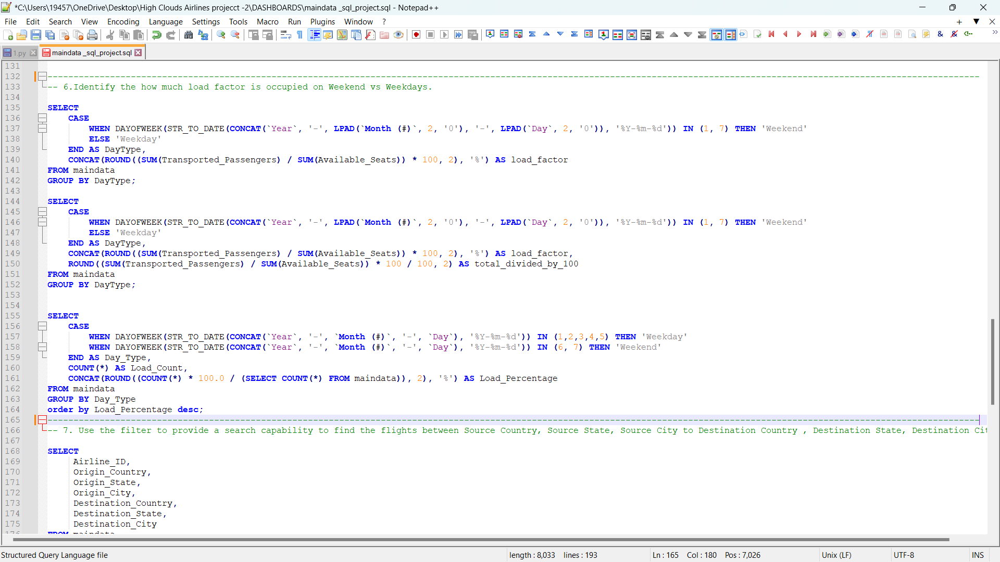 *C:\Users\19457\OneDrive\Desktop\High Clouds Airlines projecct -2\DASHBOARDS\maindata _sql_project.sql - Notepad++
File Edit Search View Encoding Language Settings Tools Macro Run Plugins Window ?
1.py maindata _sql_project.sql
131
132 ------------------------------------------------------------------------------------------------------------------------------------------------------------------------------------
133 -- 6.Identify the how much load factor is occupied on Weekend vs Weekdays.
134
135 SELECT
136 CASE
137 WHEN DAYOFWEEK(STR_TO_DATE(CONCAT(`Year`, '-', LPAD(`Month (#)`, 2, '0'), '-', LPAD(`Day`, 2, '0')), '%Y-%m-%d')) IN (1, 7) THEN 'Weekend'
138 ELSE 'Weekday'
139 END AS DayType,
140 CONCAT(ROUND((SUM(Transported_Passengers) / SUM(Available_Seats)) * 100, 2), '%') AS load_factor
141 FROM maindata
142 GROUP BY DayType;
143
144 SELECT
145 CASE
146 WHEN DAYOFWEEK(STR_TO_DATE(CONCAT(`Year`, '-', LPAD(`Month (#)`, 2, '0'), '-', LPAD(`Day`, 2, '0')), '%Y-%m-%d')) IN (1, 7) THEN 'Weekend'
147 ELSE 'Weekday'
148 END AS DayType,
149 CONCAT(ROUND((SUM(Transported_Passengers) / SUM(Available_Seats)) * 100, 2), '%') AS load_factor,
150 ROUND((SUM(Transported_Passengers) / SUM(Available_Seats)) * 100 / 100, 2) AS total_divided_by_100
151 FROM maindata
152 GROUP BY DayType;
153
154
155 SELECT
156 CASE
157 WHEN DAYOFWEEK(STR_TO_DATE(CONCAT(`Year`, '-', `Month (#)`, '-', `Day`), '%Y-%m-%d')) IN (1,2,3,4,5) THEN 'Weekday'
158 WHEN DAYOFWEEK(STR_TO_DATE(CONCAT(`Year`, '-', `Month (#)`, '-', `Day`), '%Y-%m-%d')) IN (6, 7) THEN 'Weekend'
159 END AS Day_Type,
160 COUNT(*) AS Load_Count,
161 CONCAT(ROUND((COUNT(*) * 100.0 / (SELECT COUNT(*) FROM maindata)), 2), '%') AS Load_Percentage
162 FROM maindata
163 GROUP BY Day_Type
164 order by Load_Percentage desc;
165 -----------------------------------------------------------------------------------------------------------------------------------------------------------------------------------
166 -- 7. Use the filter to provide a search capability to find the flights between Source Country, Source State, Source City to Destination Country , Destination State, Destination Cit
167
168 SELECT
169 Airline_ID,
170 Origin_Country,
171 Origin_State,
172 Origin_City,
173 Destination_Country,
174 Destination_State,
175 Destination_City
176 FROM maindata
Structured Query Language file length : 8,033 lines : 193 Ln : 165 Col : 180 Pos : 7,026 Unix (LF) UTF-8 INS